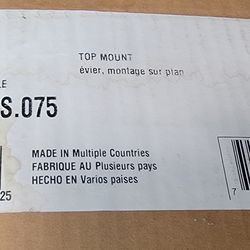 TOP MOUNT
évier, montage sur plan
LE
S.075
MADE IN Multiple Countries
FABRIQUE AU Plusieurs pays
HECHO EN Varios paises
25
7